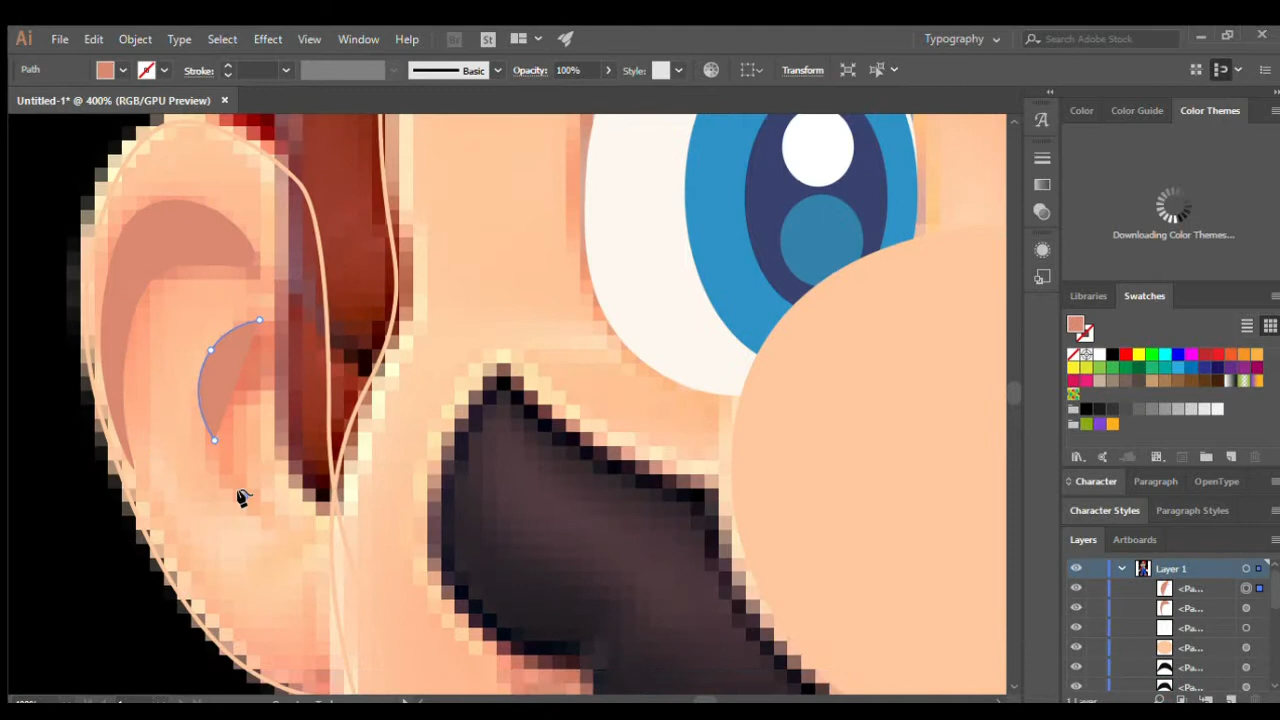 Ai File Edit Object Type Select Effect View Window Help Br St Typography Search Adobe Stock
Path Stroke: Basic Opacity: 100% Style: Transform
Untitled-1* @ 400% (RGB/GPU Preview) ×
Color Color Guide Color Themes
Downloading Color Themes...
Libraries Swatches
Character Paragraph OpenType
Character Styles Paragraph Styles
Layers Artboards
Layer 1
<Pa...
<Pa...
<Pa...
<Pa...
<Pa...
<Pa...